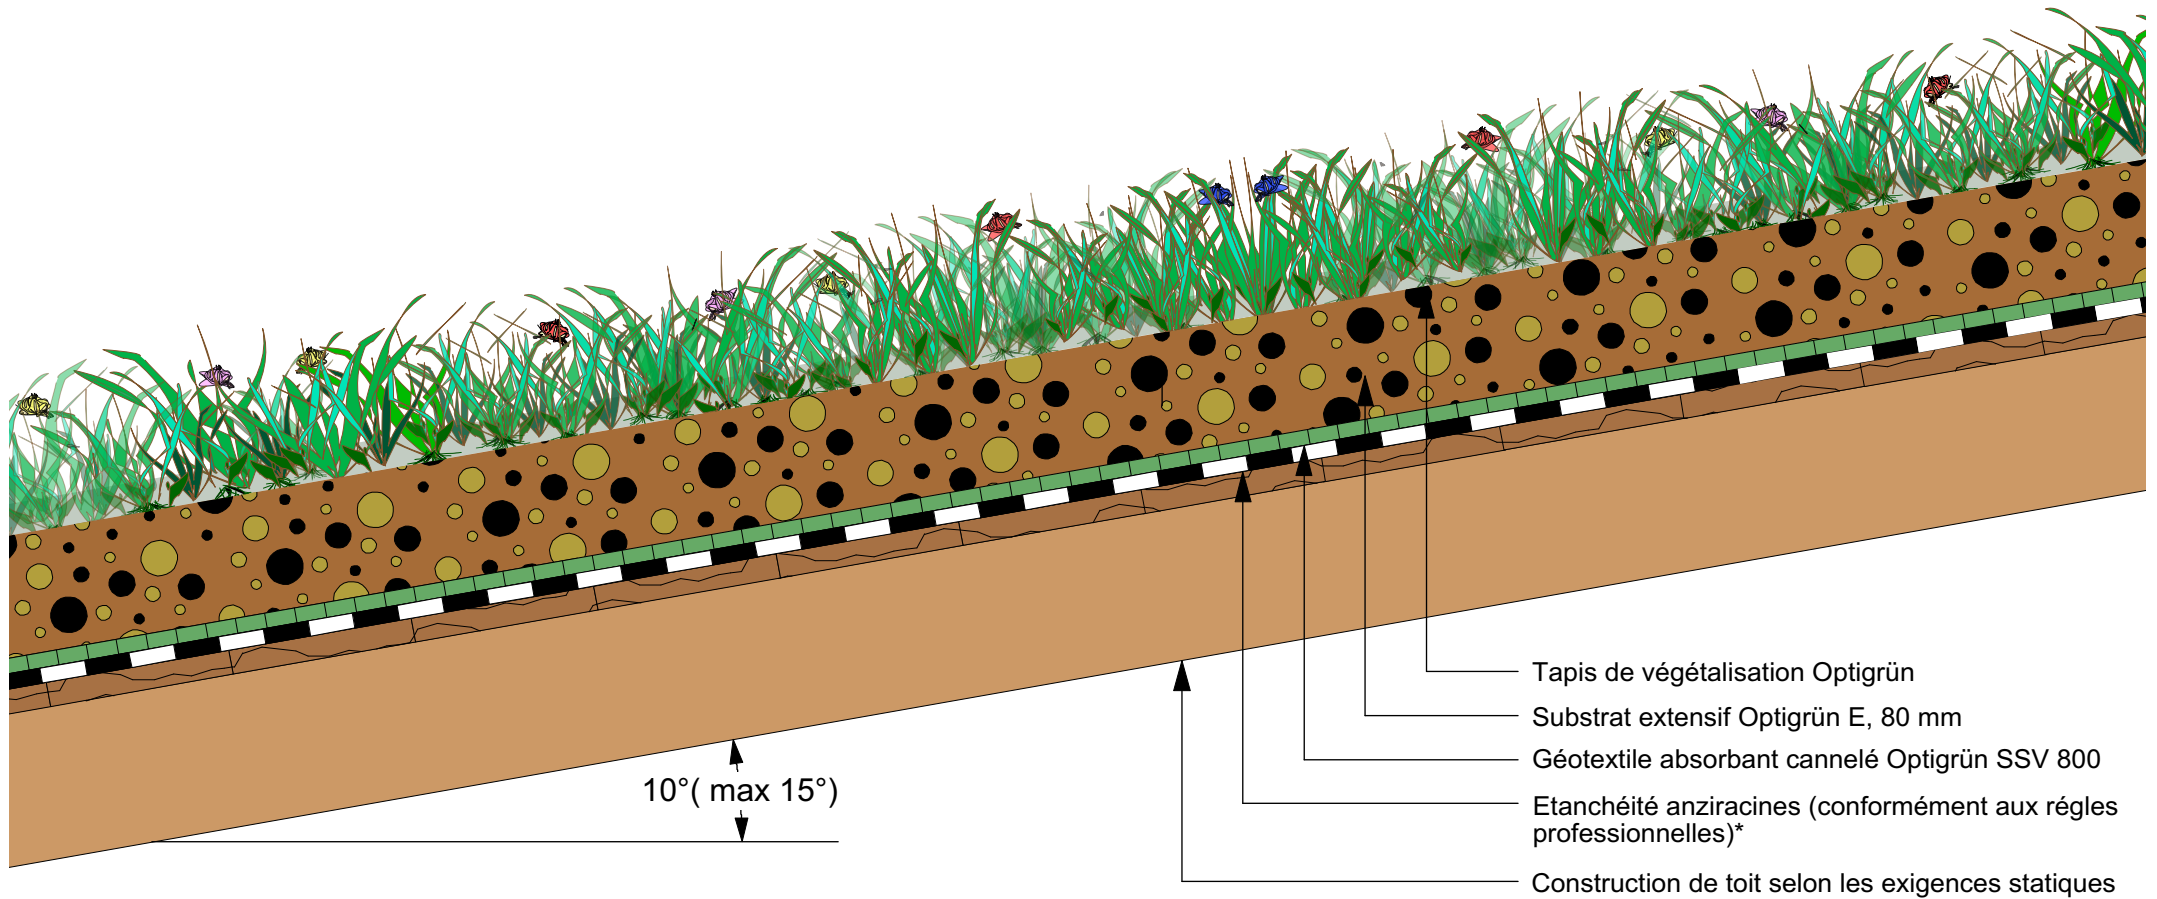 Tapis de végétalisation Optigrün
Substrat extensif Optigrün E, 80 mm
Géotextile absorbant cannelé Optigrün SSV 800
10°( max 15°)
Etanchéité anziracines (conformément aux régles
professionnelles)*
Construction de toit selon les exigences statiques